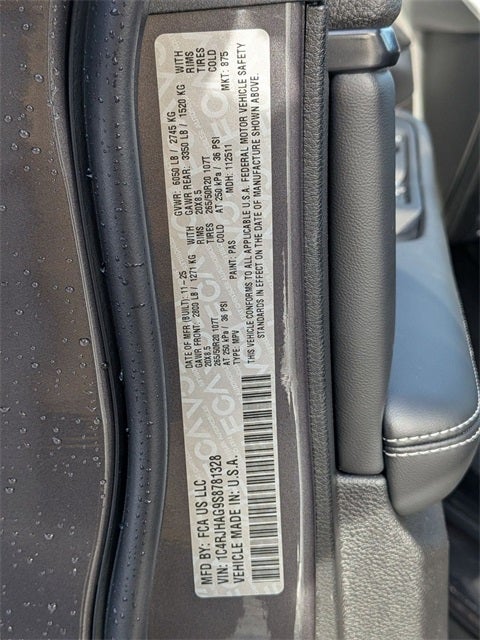 MFD BY: FCA US LLC
VIN: 1C4RJHAG9S8781328
VEHICLE MADE IN: U.S.A.
DATE OF MFR (BUILT): 11-25
GVWR: 6050 LB / 2745 KG
GAWR FRONT: 2800 LB / 1271 KG WITH
20X8.5 RIMS
265/50R20 107T TIRES
AT 250 kPa / 36 PSI COLD
GAWR REAR: 3350 LB / 1520 KG WITH
20X8.5 RIMS
265/50R20 107T TIRES
AT 250 kPa / 36 PSI COLD
TYPE: MPV PAINT: PAS MDH: 112511 MKT: 875
THIS VEHICLE CONFORMS TO ALL APPLICABLE U.S.A. FEDERAL MOTOR VEHICLE SAFETY
STANDARDS IN EFFECT ON THE DATE OF MANUFACTURE SHOWN ABOVE.